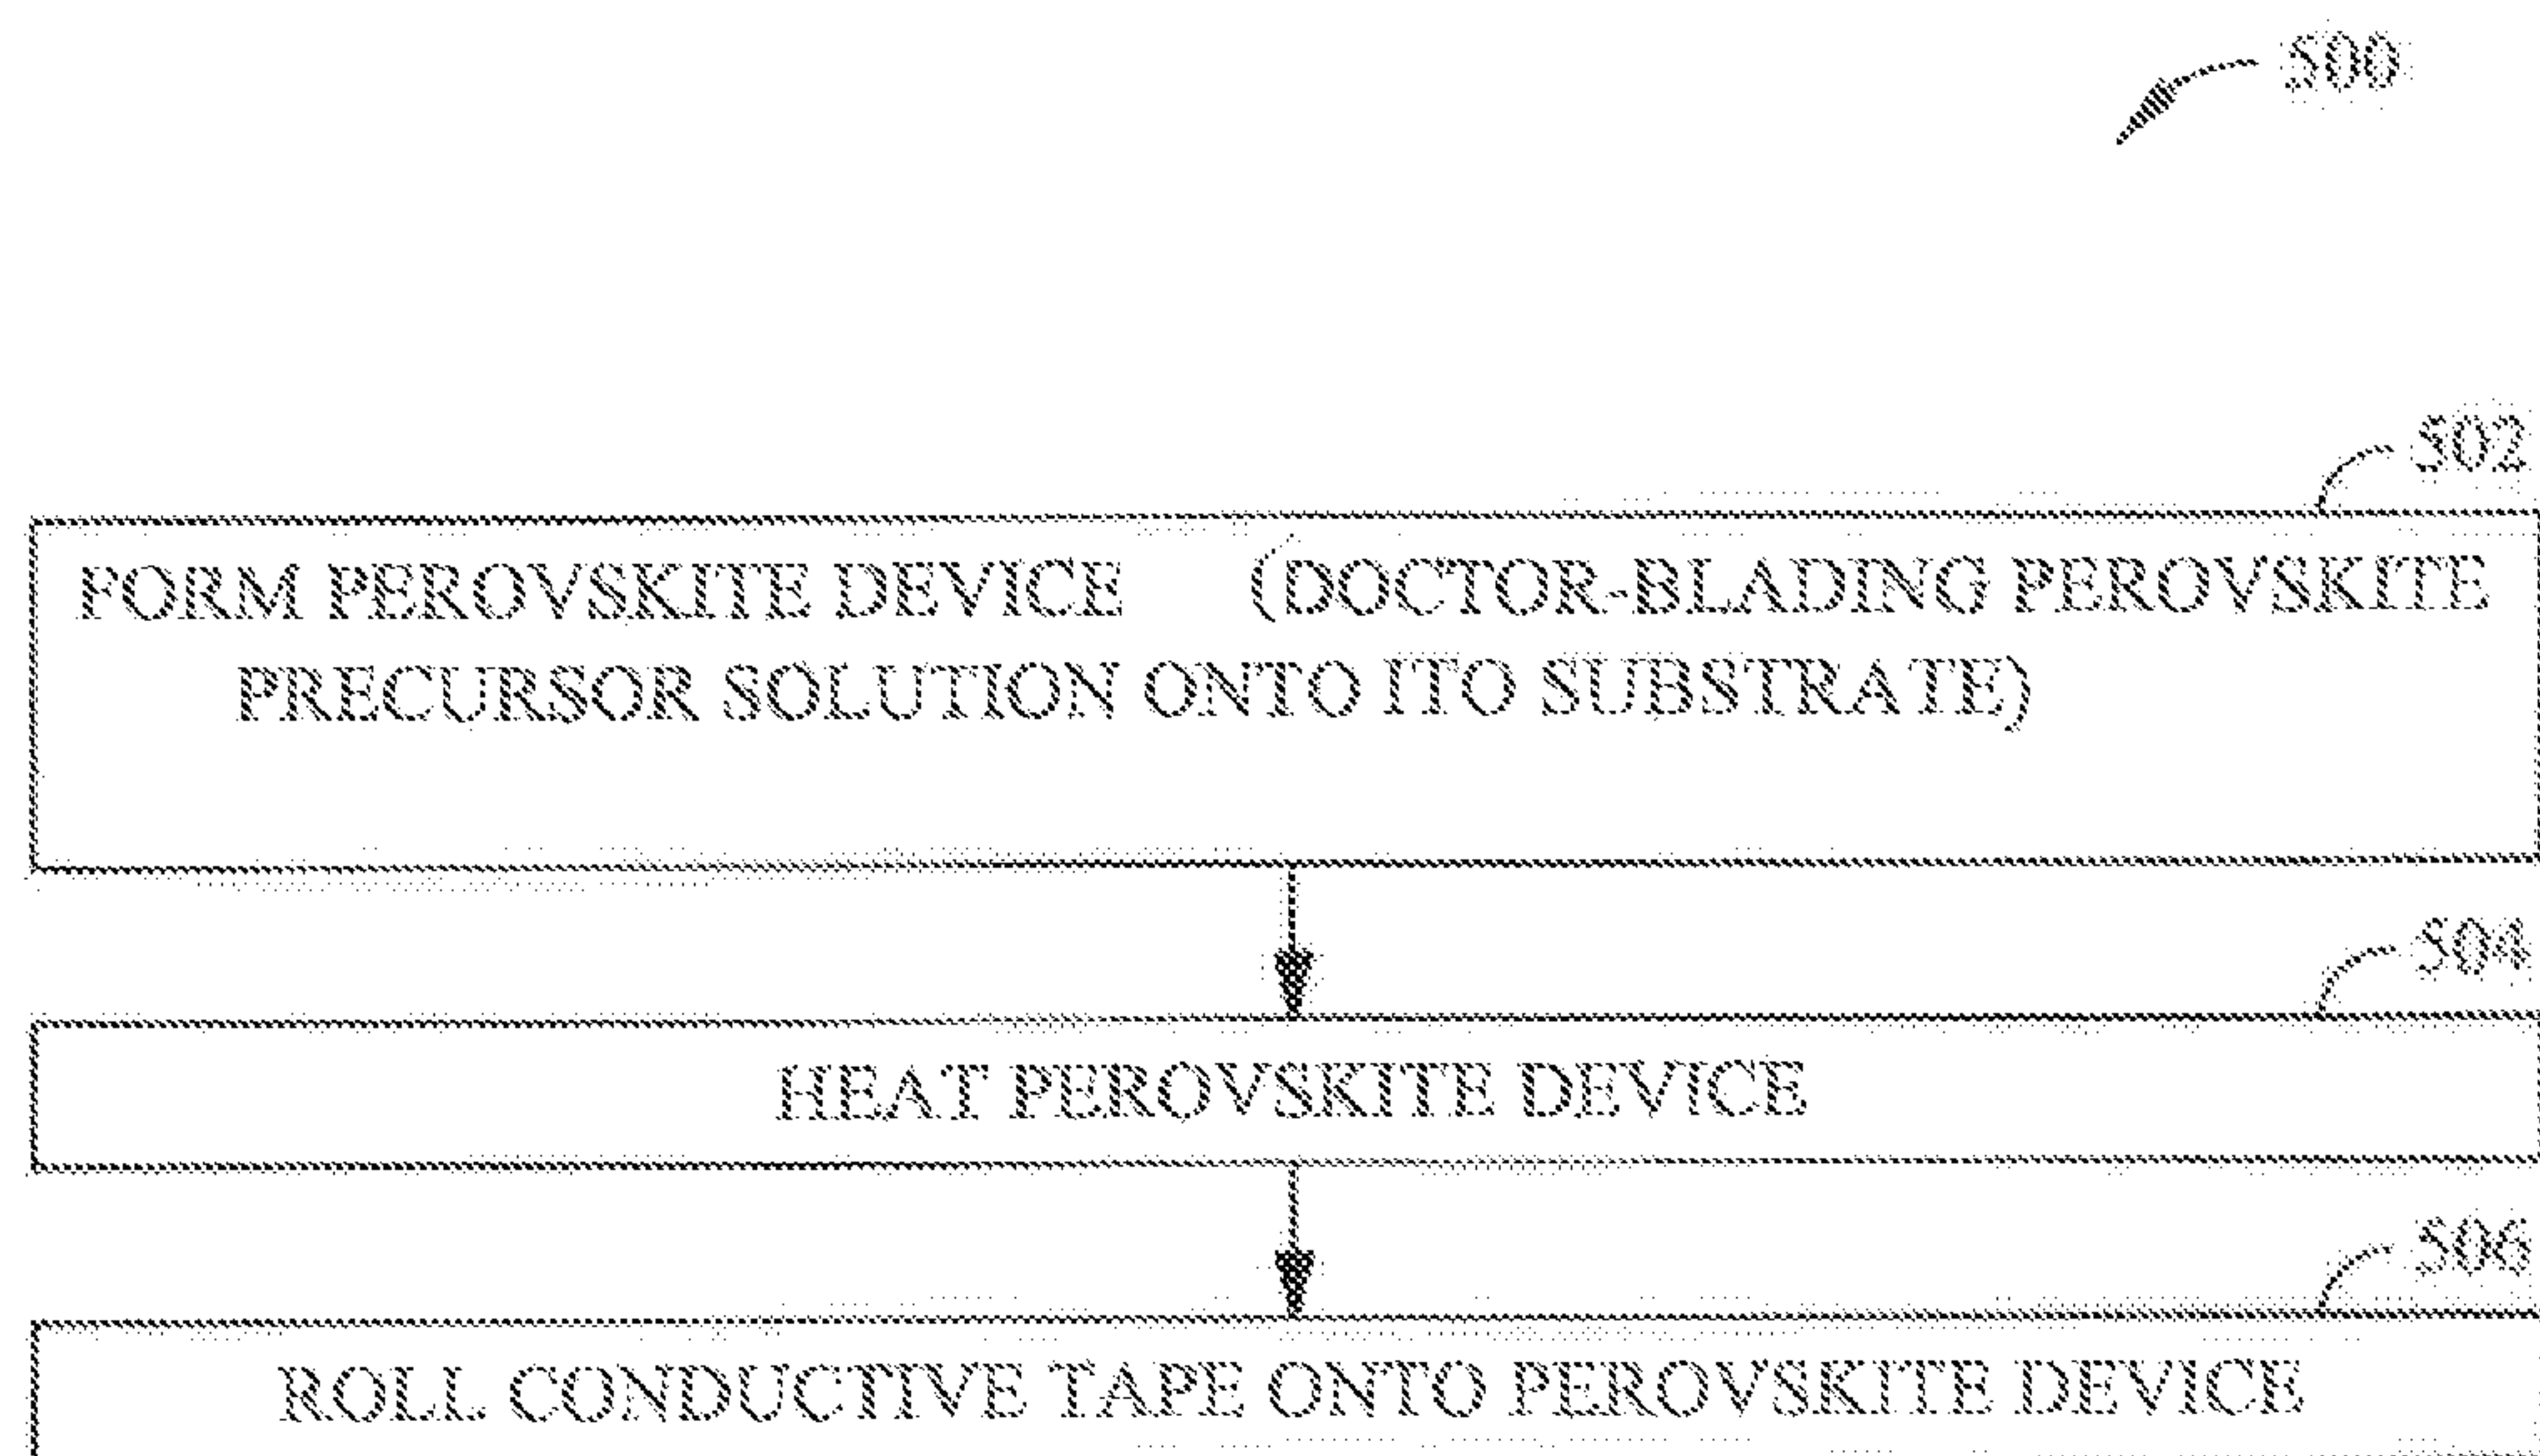 500
502
FORM PEROVSKITE DEVICE (DOCTOR-BLADING PEROVSKITE
PRECURSOR SOLUTION ONTO ITO SUBSTRATE)
504
HEAT PEROVSKITE DEVICE
506
ROLL CONDUCTIVE TAPE ONTO PEROVSKITE DEVICE